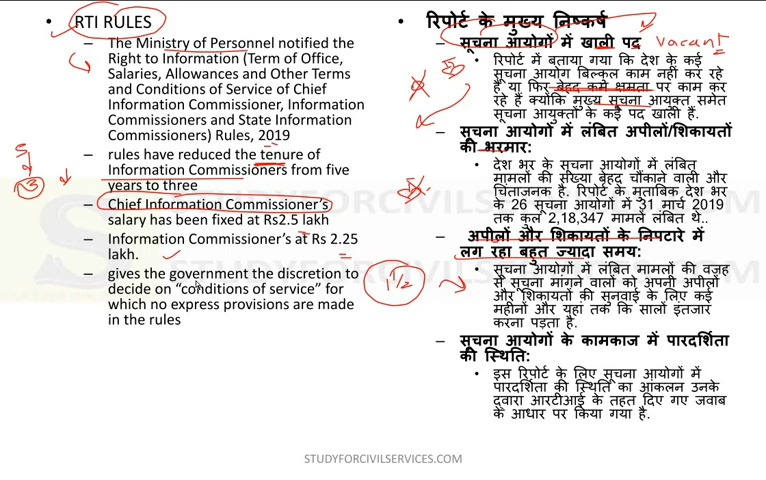 • RTI RULES
– The Ministry of Personnel notified the
Right to Information (Term of Office,
Salaries, Allowances and Other Terms
and Conditions of Service of Chief
Information Commissioner, Information
Commissioners and State Information
Commissioners) Rules, 2019
– rules have reduced the tenure of
Information Commissioners from five
years to three
– Chief Information Commissioner's
salary has been fixed at Rs2.5 lakh
– Information Commissioner's at Rs 2.25
lakh.
– gives the government the discretion to
decide on "conditions of service" for
which no express provisions are made
in the rules
5
3
1 1/2
• रिपोर्ट के मुख्य निष्कर्ष
– सूचना आयोगों में खाली पद vacant
• रिपोर्ट में बताया गया कि देश के कई
सूचना आयोग बिल्कुल काम नहीं कर रहे
हैं या फिर बेहद कम क्षमता पर काम कर
रहे हैं क्योंकि मुख्य सूचना आयुक्त समेत
सूचना आयुक्तों के कई पद खाली हैं.
– सूचना आयोगों में लंबित अपीलों/शिकायतों
की भरमार:
• देश भर के सूचना आयोगों में लंबित
मामलों की संख्या बेहद चौंकाने वाली और
चिंताजनक है. रिपोर्ट के मुताबिक देश भर
के 26 सूचना आयोगों में 31 मार्च 2019
तक कुल 2,18,347 मामले लंबित थे..
– अपीलों और शिकायतों के निपटारे में
लग रहा बहुत ज्यादा समय:
• सूचना आयोगों में लंबित मामलों की वजह
से सूचना मांगने वालों को अपनी अपीलों
और शिकायतों की सुनवाई के लिए कई
महीनों और यहां तक कि सालों इंतजार
करना पड़ता है.
– सूचना आयोगों के कामकाज में पारदर्शिता
की स्थिति:
• इस रिपोर्ट के लिए सूचना आयोगों में
पारदर्शिता की स्थिति का आंकलन उनके
द्वारा आरटीआई के तहत दिए गए जवाब
के आधार पर किया गया है.
STUDYFORCIVILSERVICES.COM